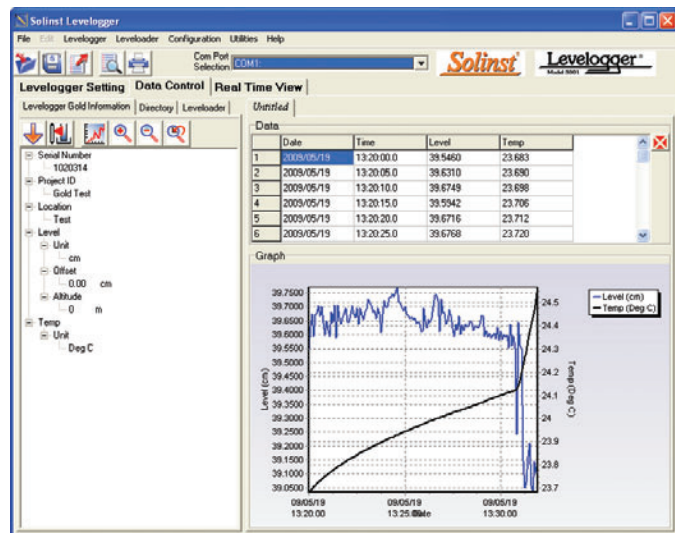 Solinst Levelogger
File Edit Levelogger Leveloader Configuration Utilities Help
Com Port
Selection COM1:
Solinst
Levelogger
Model 3001
Levelogger Setting Data Control Real Time View
Levelogger Gold Information Directory Leveloader
Untitled
Serial Number
1020314
Project ID
Gold Test
Location
Test
Level
Unit
cm
Offset
0.00 cm
Altitude
0 m
Temp
Unit
Deg C
Data
Date Time Level Temp
1 2009/05/19 13:20:00.0 39.5460 23.683
2 2009/05/19 13:20:05.0 39.6310 23.690
3 2009/05/19 13:20:10.0 39.6749 23.698
4 2009/05/19 13:20:15.0 39.5942 23.706
5 2009/05/19 13:20:20.0 39.6716 23.712
6 2009/05/19 13:20:25.0 39.6768 23.720
Graph
Level (cm)
39.7500
39.7000
39.6500
39.6000
39.5500
39.5000
39.4500
39.4000
39.3500
39.3000
39.2500
39.2000
39.1500
39.1000
39.0500
24.5
24.4
24.3
24.2
24.1
24
23.9
23.8
23.7
Temp (Deg C)
Level (cm)
Temp (Deg C)
09/05/19 09/05/19 09/05/19
13:20:00 13:25:00 Date 13:30:00